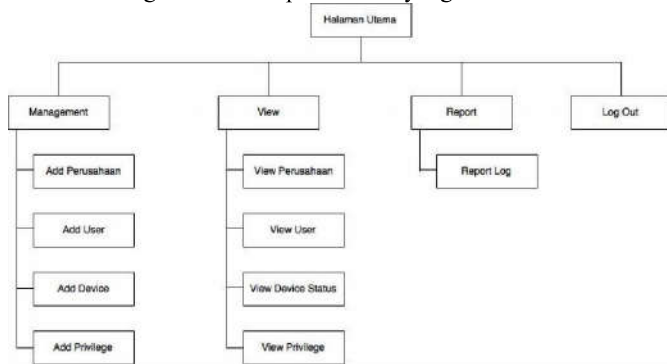 Halaman Utama
Management
View
Report
Log Out
Add Perusahaan
View Perusahaan
Report Log
Add User
View User
Add Device
View Device Status
Add Privilege
View Privilege